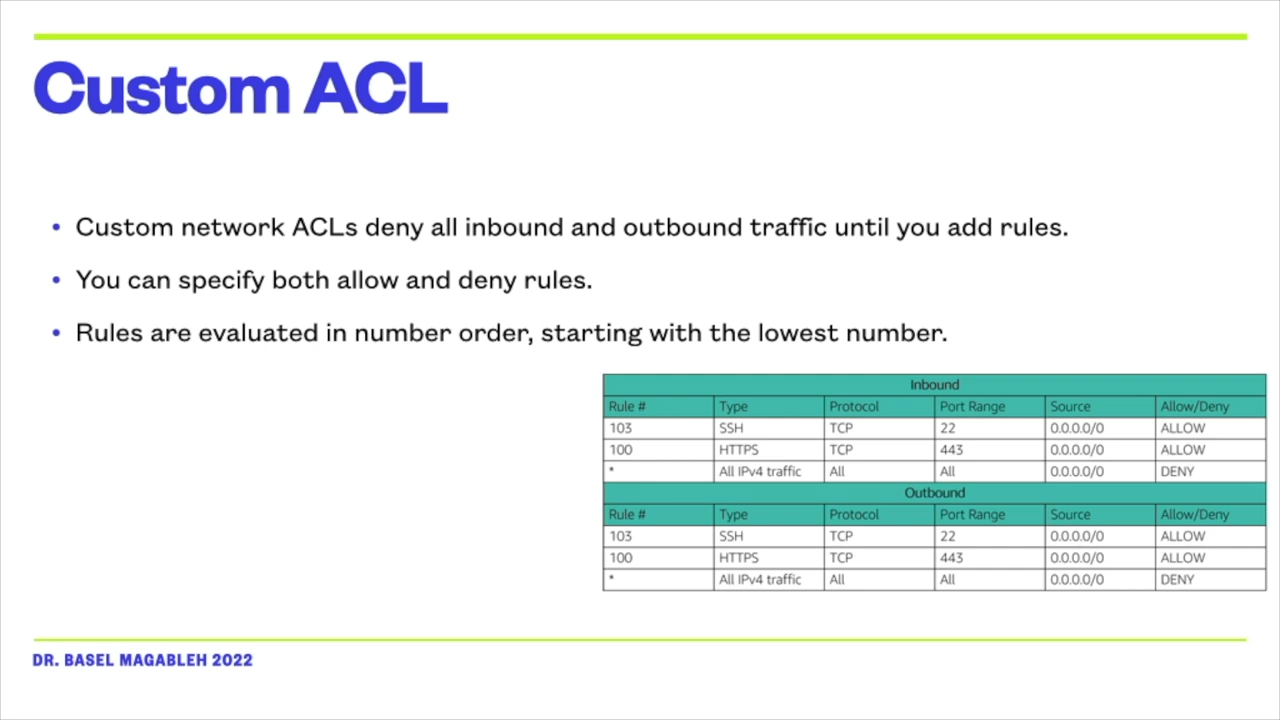 Custom ACL
• Custom network ACLs deny all inbound and outbound traffic until you add rules.
• You can specify both allow and deny rules.
• Rules are evaluated in number order, starting with the lowest number.
Inbound
Rule # Type Protocol Port Range Source Allow/Deny
103 SSH TCP 22 0.0.0.0/0 ALLOW
100 HTTPS TCP 443 0.0.0.0/0 ALLOW
* All IPv4 traffic All All 0.0.0.0/0 DENY
Outbound
Rule # Type Protocol Port Range Source Allow/Deny
103 SSH TCP 22 0.0.0.0/0 ALLOW
100 HTTPS TCP 443 0.0.0.0/0 ALLOW
* All IPv4 traffic All All 0.0.0.0/0 DENY
DR. BASEL MAGABLEH 2022